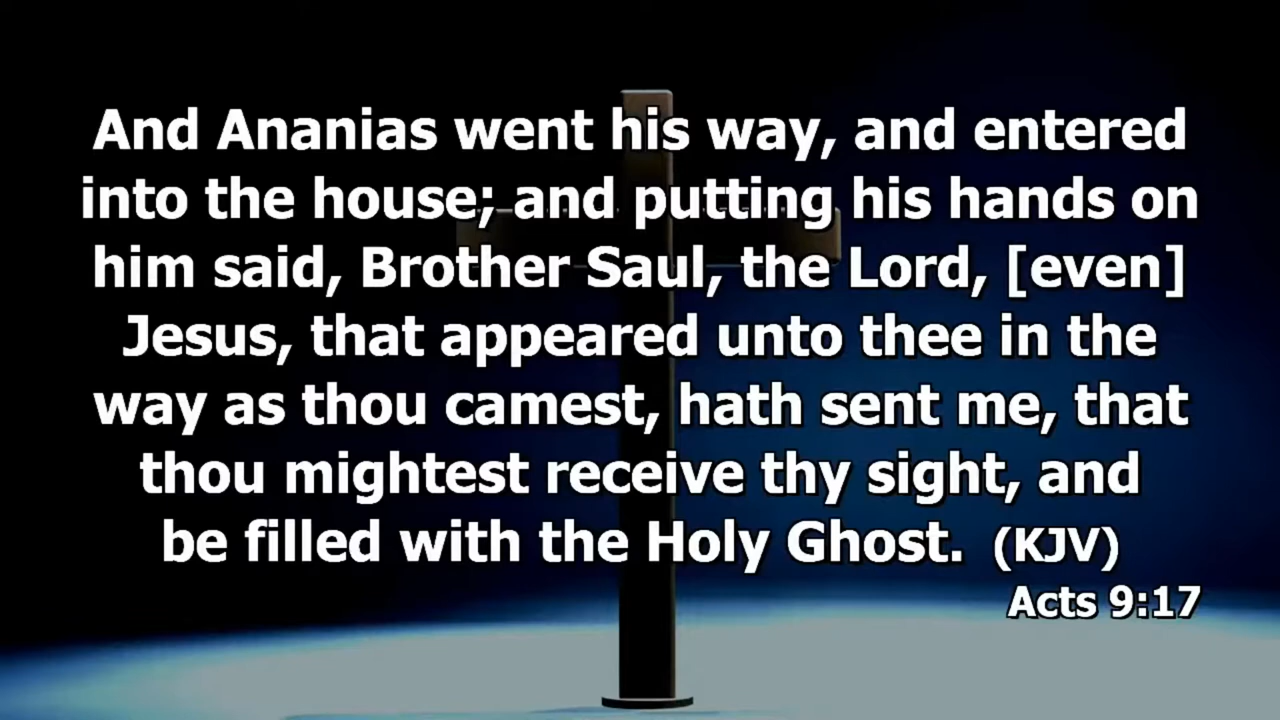 And Ananias went his way, and entered
into the house; and putting his hands on
him said, Brother Saul, the Lord, [even]
Jesus, that appeared unto thee in the
way as thou camest, hath sent me, that
thou mightest receive thy sight, and
be filled with the Holy Ghost. (KJV)
Acts 9:17